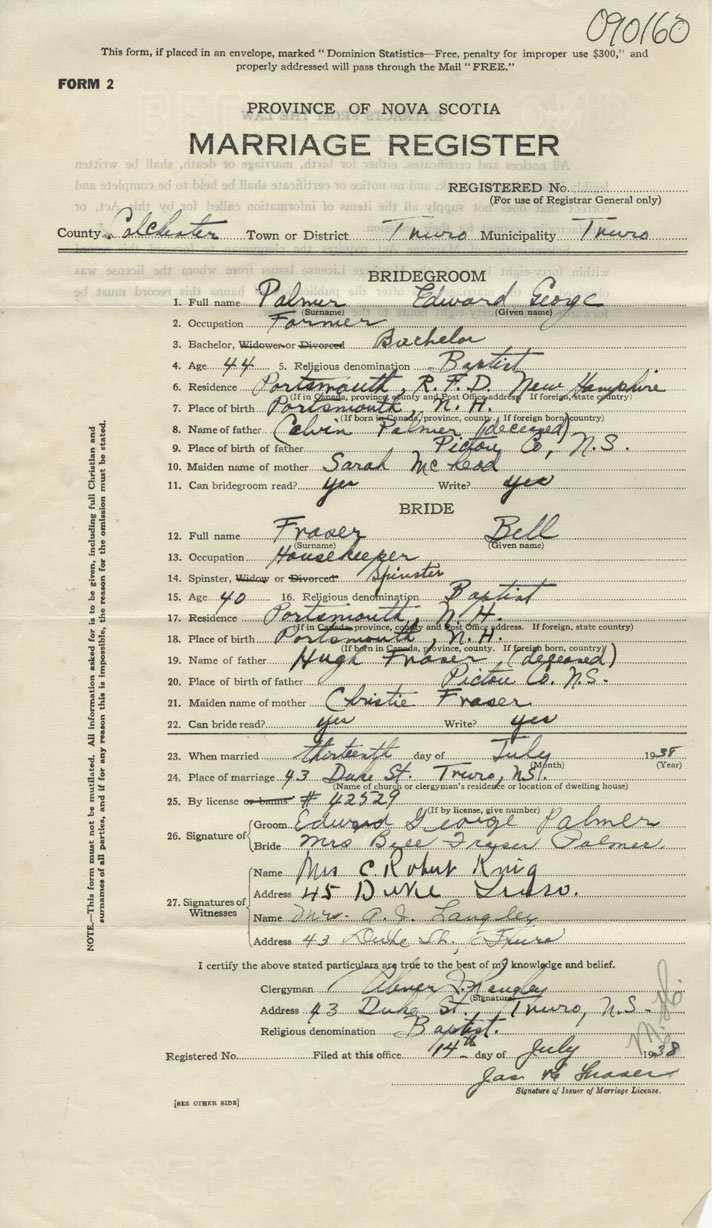 090160
This form, if placed in an envelope, marked "Dominion Statistics—Free, penalty for improper use $300," and
properly addressed will pass through the Mail "FREE."
FORM 2
PROVINCE OF NOVA SCOTIA
MARRIAGE REGISTER
REGISTERED No.
(For use of Registrar General only)
County Colchester Town or District Truro Municipality Truro
BRIDEGROOM
1. Full name Palmer Edward George
(Surname) (Given name)
2. Occupation Farmer
3. Bachelor, Widower or Divorced Bachelor
4. Age 44 5. Religious denomination Baptist
6. Residence Portsmouth, R.F.D. New Hampshire
(If in Canada, province, county and Post Office address. If foreign, state country)
7. Place of birth Portsmouth, N.H.
(If born in Canada, province, county. If foreign born, country)
8. Name of father Calvin Palmer (deceased)
9. Place of birth of father Pictou Co, N.S.
10. Maiden name of mother Sarah McLeod
11. Can bridegroom read? yes Write? yes
BRIDE
12. Full name Fraser Bell
(Surname) (Given name)
13. Occupation Housekeeper
14. Spinster, Widow or Divorced Spinster
15. Age 40 16. Religious denomination Baptist
17. Residence Portsmouth, N.H.
(If in Canada, province, county and Post Office address. If foreign, state country)
18. Place of birth Portsmouth, N.H.
(If born in Canada, province, county. If foreign born, country)
19. Name of father Hugh Fraser (deceased)
20. Place of birth of father Pictou Co. N.S.
21. Maiden name of mother Christie Fraser
22. Can bride read? yes Write? yes
23. When married thirteenth day of July 1938
(Month) (Year)
24. Place of marriage 43 Duke St. Truro, N.S.
(Name of church or clergyman's residence or location of dwelling house)
25. By license or banns # 42529
(If by license, give number)
26. Signature of Groom Edward George Palmer
Bride Mrs Bell Fraser Palmer
27. Signatures of Witnesses
Name Mrs C. Robert King
Address 45 Duke Truro.
Name Mrs. A. J. Langley
Address 43 Duke St., Truro
I certify the above stated particulars are true to the best of my knowledge and belief.
Clergyman Abner J. Langley
(Signature)
Address 43 Duke St., Truro, N.S.
Religious denomination Baptist.
Registered No. Filed at this office 14th day of July 1938
Jas Fraser
Signature of Issuer of Marriage License.
[SEE OTHER SIDE]
NOTE.—This form must not be mutilated. All information asked for is to be given, including full Christian and
surnames of all parties, and if for any reason this is impossible, the reason for the omission must be stated.